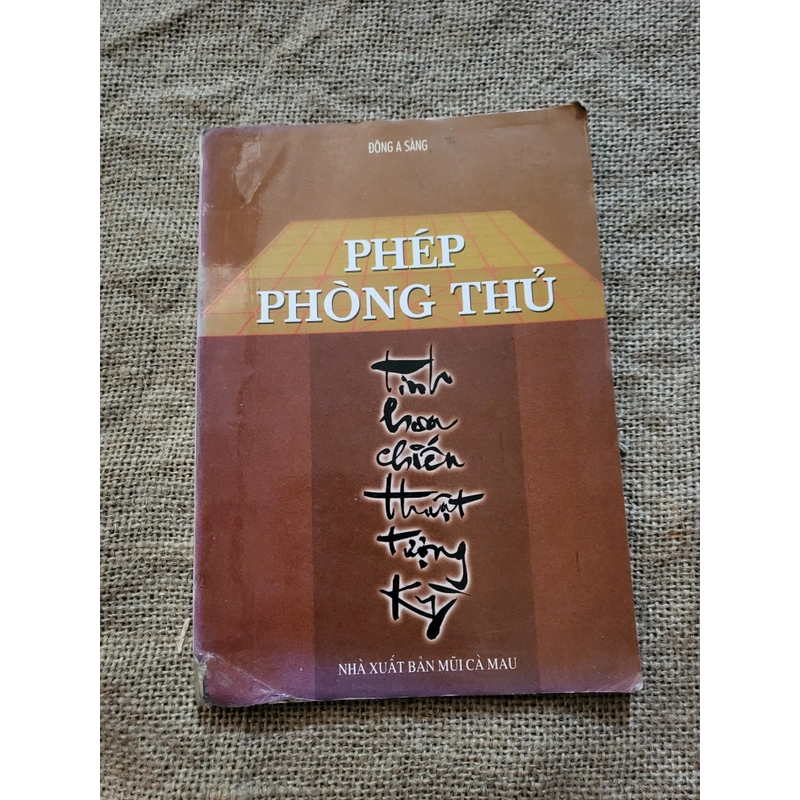 ĐÔNG A SÁNG
PHÉP
PHÒNG THỦ
Tinh
hoa
chiến
thuật
tượng
Kỳ
NHÀ XUẤT BẢN MŨI CÀ MAU